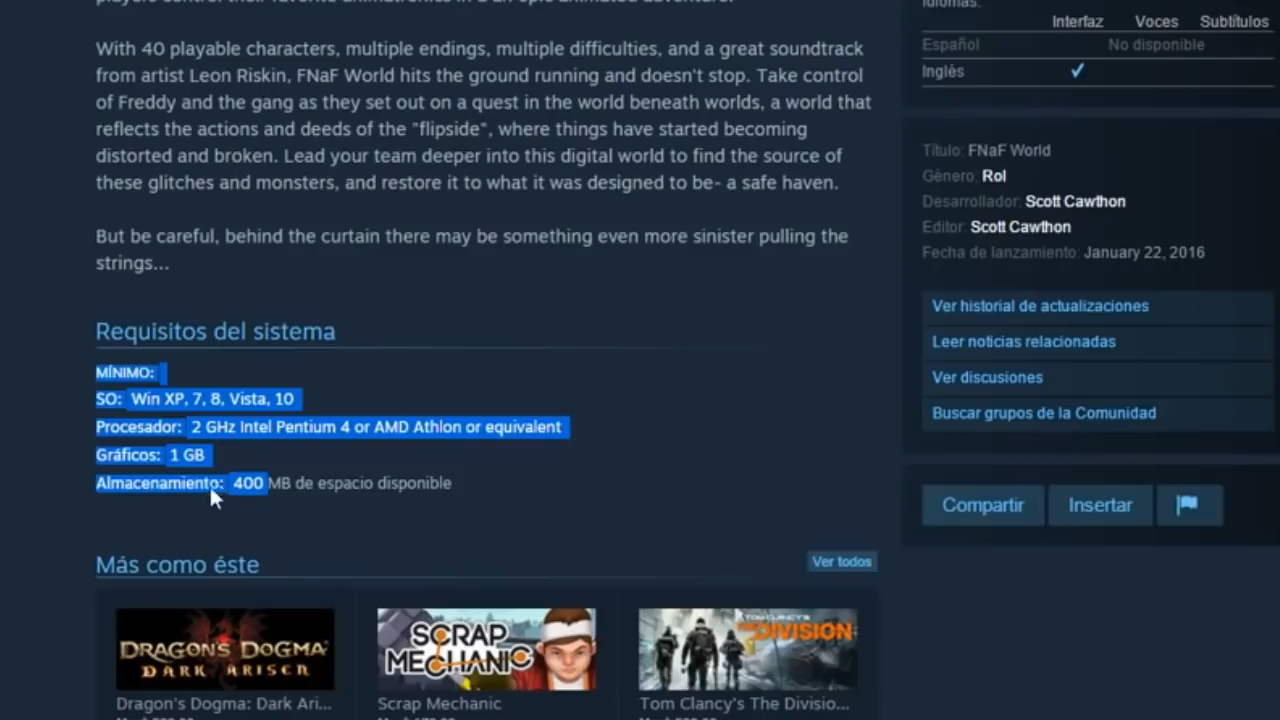 With 40 playable characters, multiple endings, multiple difficulties, and a great soundtrack
from artist Leon Riskin, FNaF World hits the ground running and doesn't stop. Take control
of Freddy and the gang as they set out on a quest in the world beneath worlds, a world that
reflects the actions and deeds of the "flipside", where things have started becoming
distorted and broken. Lead your team deeper into this digital world to find the source of
these glitches and monsters, and restore it to what it was designed to be- a safe haven.
But be careful, behind the curtain there may be something even more sinister pulling the
strings...
Requisitos del sistema
MÍNIMO:
SO: Win XP, 7, 8, Vista, 10
Procesador: 2 GHz Intel Pentium 4 or AMD Athlon or equivalent
Gráficos: 1 GB
Almacenamiento: 400 MB de espacio disponible
Más como éste
Ver todos
DRAGON'S DOGMA
DARK ARISEN
SCRAP
MECHANIC
TOM CLANCY'S
THE DIVISION
Dragon's Dogma: Dark Ari...
Scrap Mechanic
Tom Clancy's The Divisio...
Idiomas:
Interfaz Voces Subtítulos
Español No disponible
Inglés
Título: FNaF World
Género: Rol
Desarrollador: Scott Cawthon
Editor: Scott Cawthon
Fecha de lanzamiento: January 22, 2016
Ver historial de actualizaciones
Leer noticias relacionadas
Ver discusiones
Buscar grupos de la Comunidad
Compartir
Insertar